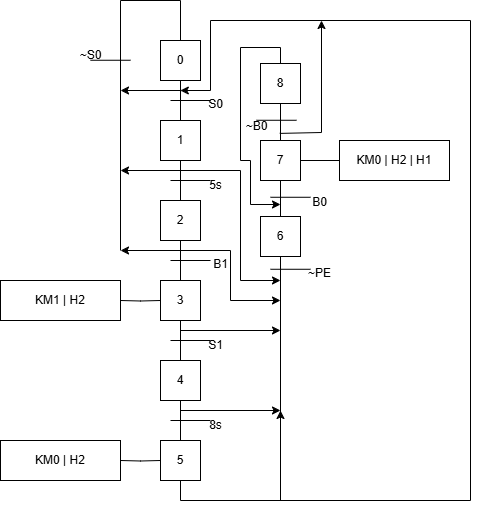 ~S0
0
8
S0
~B0
1
7
KM0 | H2 | H1
5s
B0
2
6
B1
~PE
KM1 | H2
3
S1
4
8s
KM0 | H2
5